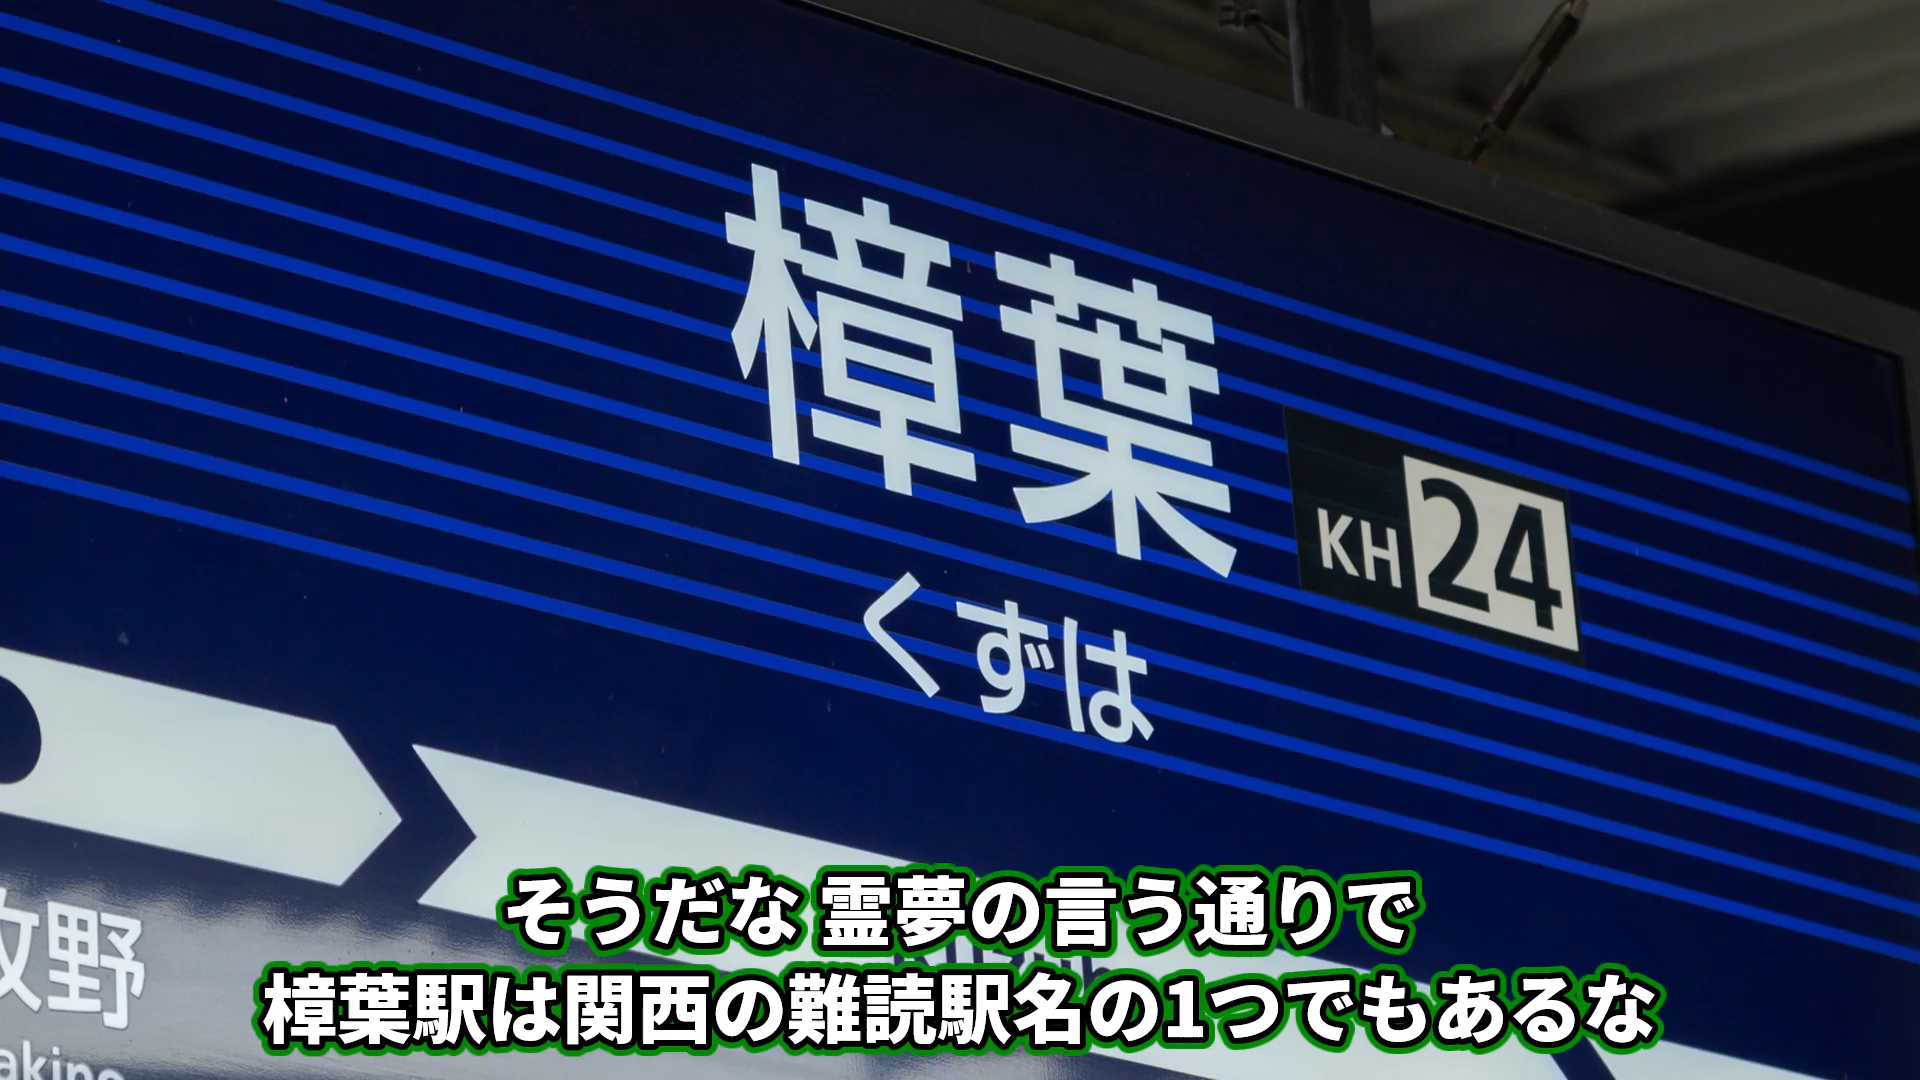 樟葉
KH 24
くずは
牧野
akino
そうだな 霊夢の言う通りで
樟葉駅は関西の難読駅名の1つでもあるな